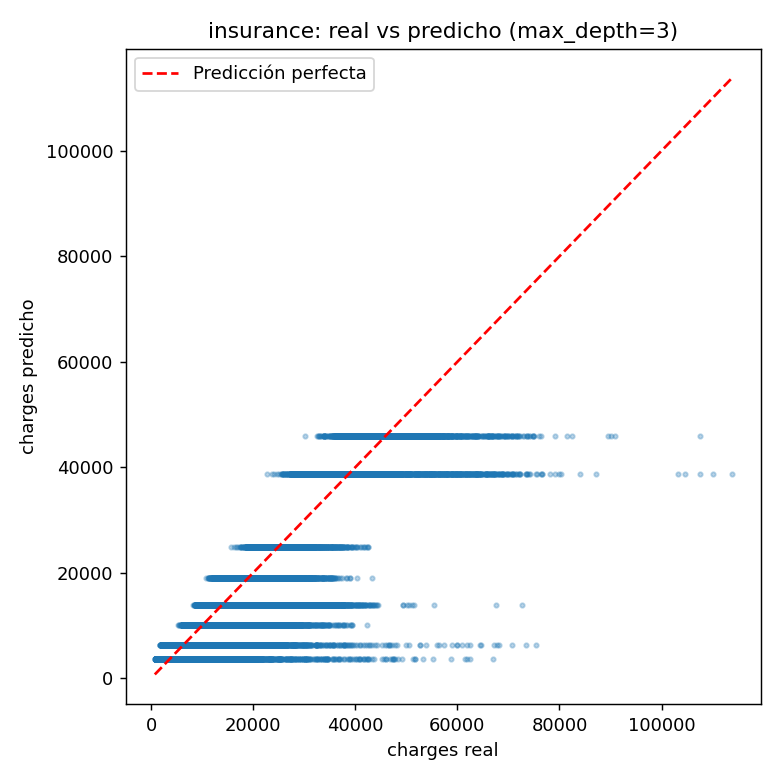 insurance: real vs predicho (max_depth=3)
Predicción perfecta
charges predicho
100000
80000
60000
40000
20000
0
0 20000 40000 60000 80000 100000
charges real